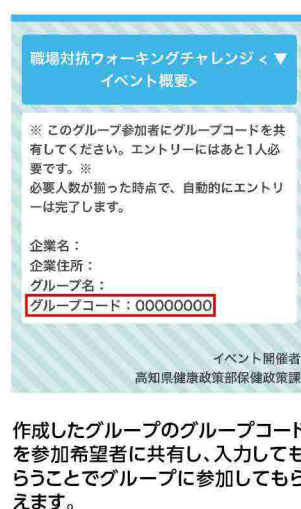 職場対抗ウォーキングチャレンジ < ▼
イベント概要>
※ このグループ参加者にグループコードを共
有してください。エントリーにはあと1人必
要です。※
必要人数が揃った時点で、自動的にエントリ
ーは完了します。
企業名：
企業住所：
グループ名：
グループコード：00000000
イベント開催者
高知県健康政策部保健政策課
作成したグループのグループコード
を参加希望者に共有し、入力しても
らうことでグループに参加してもら
えます。